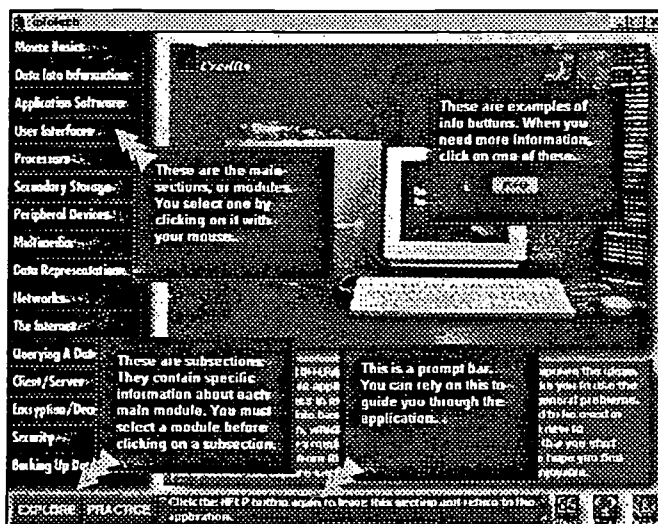 infotech
Mouse Basics
Data Into Information
Application Software
User Interfaces
Processors
Secondary Storage
Peripheral Devices
Multimedia
Data Representations
Networks
The Internet
Querying A Dat
Client/Server
Encryption/Dec
Security
Backing Up Da
Credits
These are examples of
info buttons. When you
need more information,
click on one of these.
These are the main
sections, or modules.
You select one by
clicking on it with
your mouse.
These are subsections.
They contain specific
information about each
main module. You must
select a module before
clicking on a subsection.
This is a prompt bar.
You can rely on this to
guide you through the
application.
EXPLORE PRACTICE
Click the HELP button again to leave this section and return to the
application.